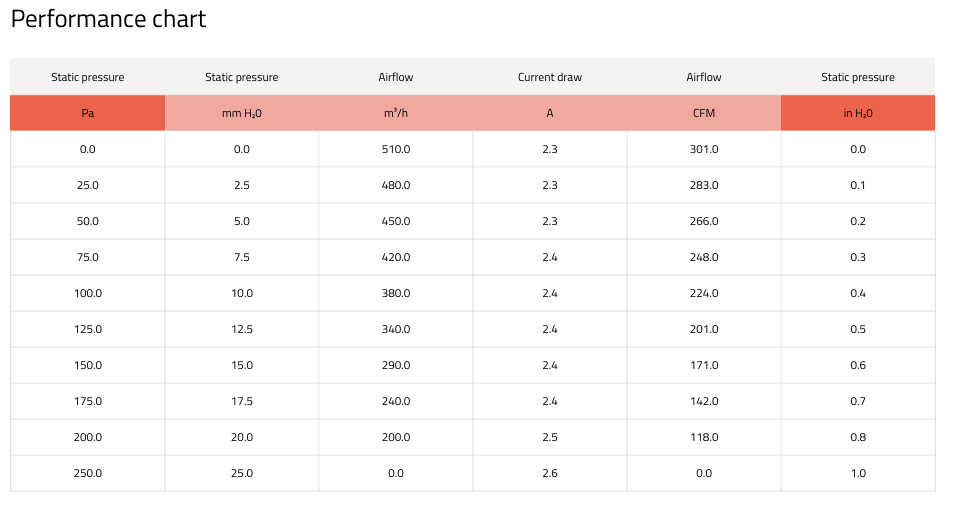 Performance chart
Static pressure Static pressure Airflow Current draw Airflow Static pressure
Pa mm H₂0 m³/h A CFM in H₂0
0.0 0.0 510.0 2.3 301.0 0.0
25.0 2.5 480.0 2.3 283.0 0.1
50.0 5.0 450.0 2.3 266.0 0.2
75.0 7.5 420.0 2.4 248.0 0.3
100.0 10.0 380.0 2.4 224.0 0.4
125.0 12.5 340.0 2.4 201.0 0.5
150.0 15.0 290.0 2.4 171.0 0.6
175.0 17.5 240.0 2.4 142.0 0.7
200.0 20.0 200.0 2.5 118.0 0.8
250.0 25.0 0.0 2.6 0.0 1.0